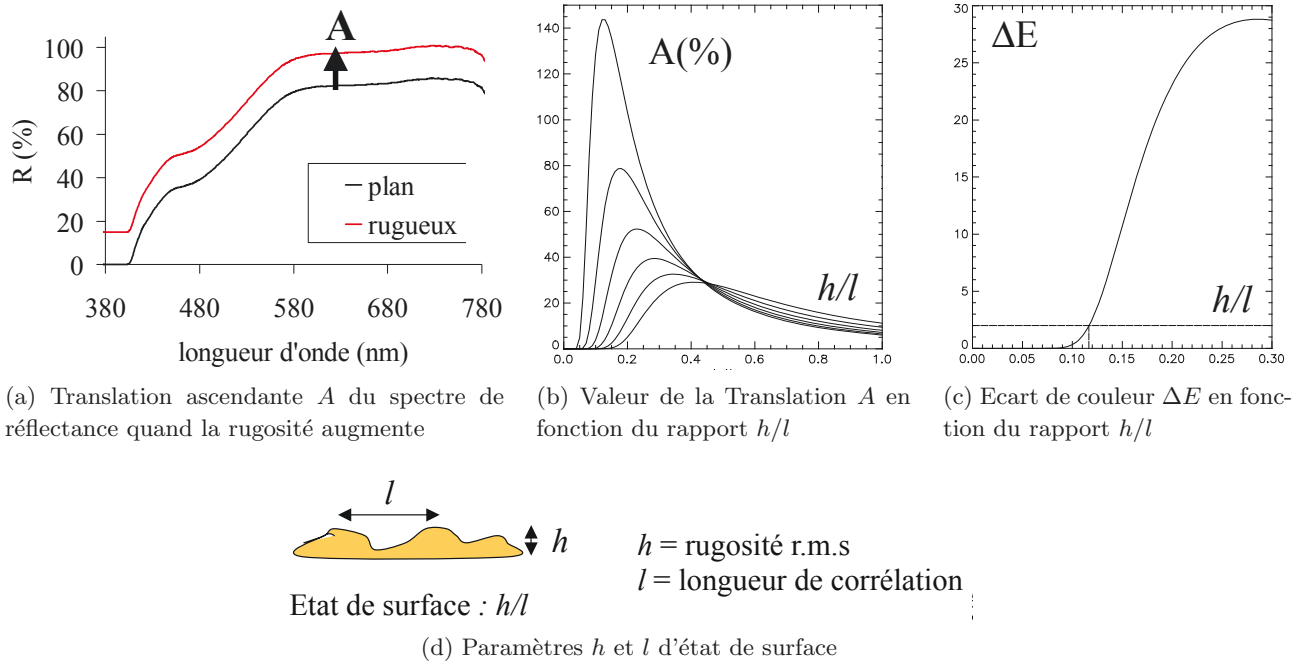 A
R (%)
100
80
60
40
20
0
plan
rugueux
380 480 580 680 780
longueur d'onde (nm)
A(%)
140
120
100
80
60
40
20
0
h/l
0.0 0.2 0.4 0.6 0.8 1.0
ΔE
30
25
20
15
10
5
0
h/l
0.00 0.05 0.10 0.15 0.20 0.25 0.30
(a) Translation ascendante A du spectre de
réflectance quand la rugosité augmente
(b) Valeur de la Translation A en
fonction du rapport h/l
(c) Ecart de couleur ΔE en fonc-
tion du rapport h/l
l
h
h = rugosité r.m.s
l = longueur de corrélation
Etat de surface : h/l
(d) Paramètres h et l d'état de surface